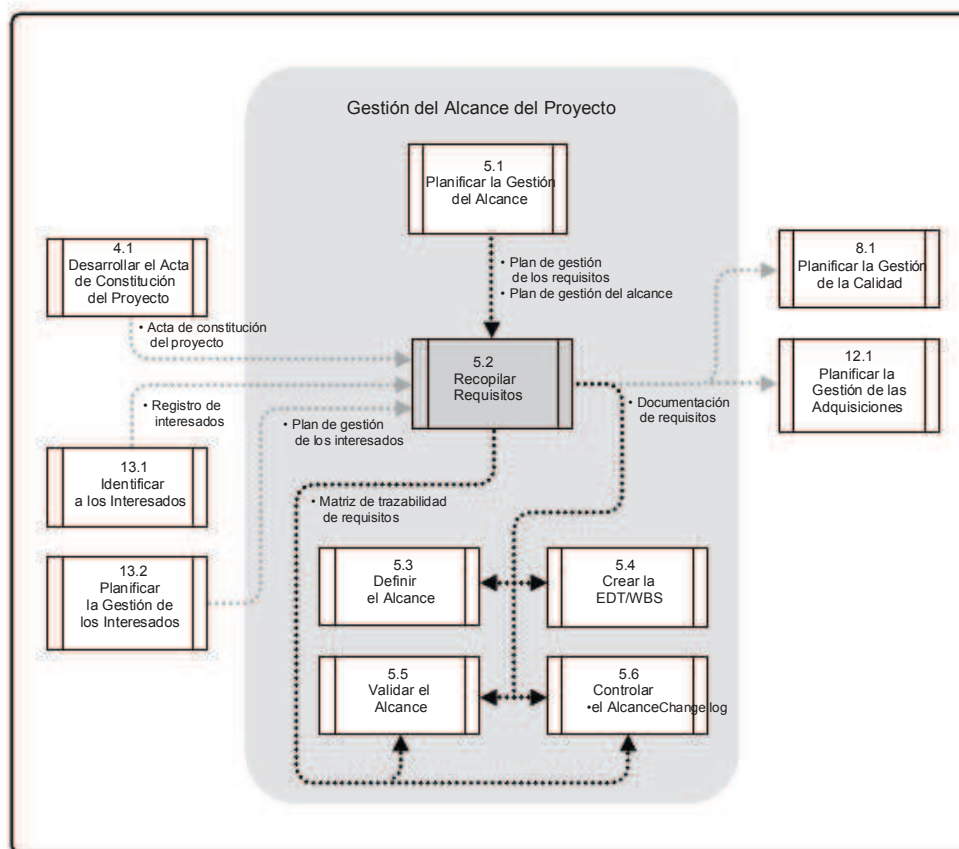 Gestión del Alcance del Proyecto
5.1
Planificar la Gestión
del Alcance
4.1
Desarrollar el Acta
de Constitución
del Proyecto
• Plan de gestión
de los requisitos
• Plan de gestión del alcance
8.1
Planificar la Gestión
de la Calidad
• Acta de constitución
del proyecto
5.2
Recopilar
Requisitos
12.1
Planificar la
Gestión de las
Adquisiciones
• Registro de
interesados
• Plan de gestión
de los interesados
• Documentación
de requisitos
13.1
Identificar
a los Interesados
• Matriz de trazabilidad
de requisitos
13.2
Planificar
la Gestión de
los Interesados
5.3
Definir
el Alcance
5.4
Crear la
EDT/WBS
5.5
Validar el
Alcance
5.6
Controlar
•el AlcanceChange log